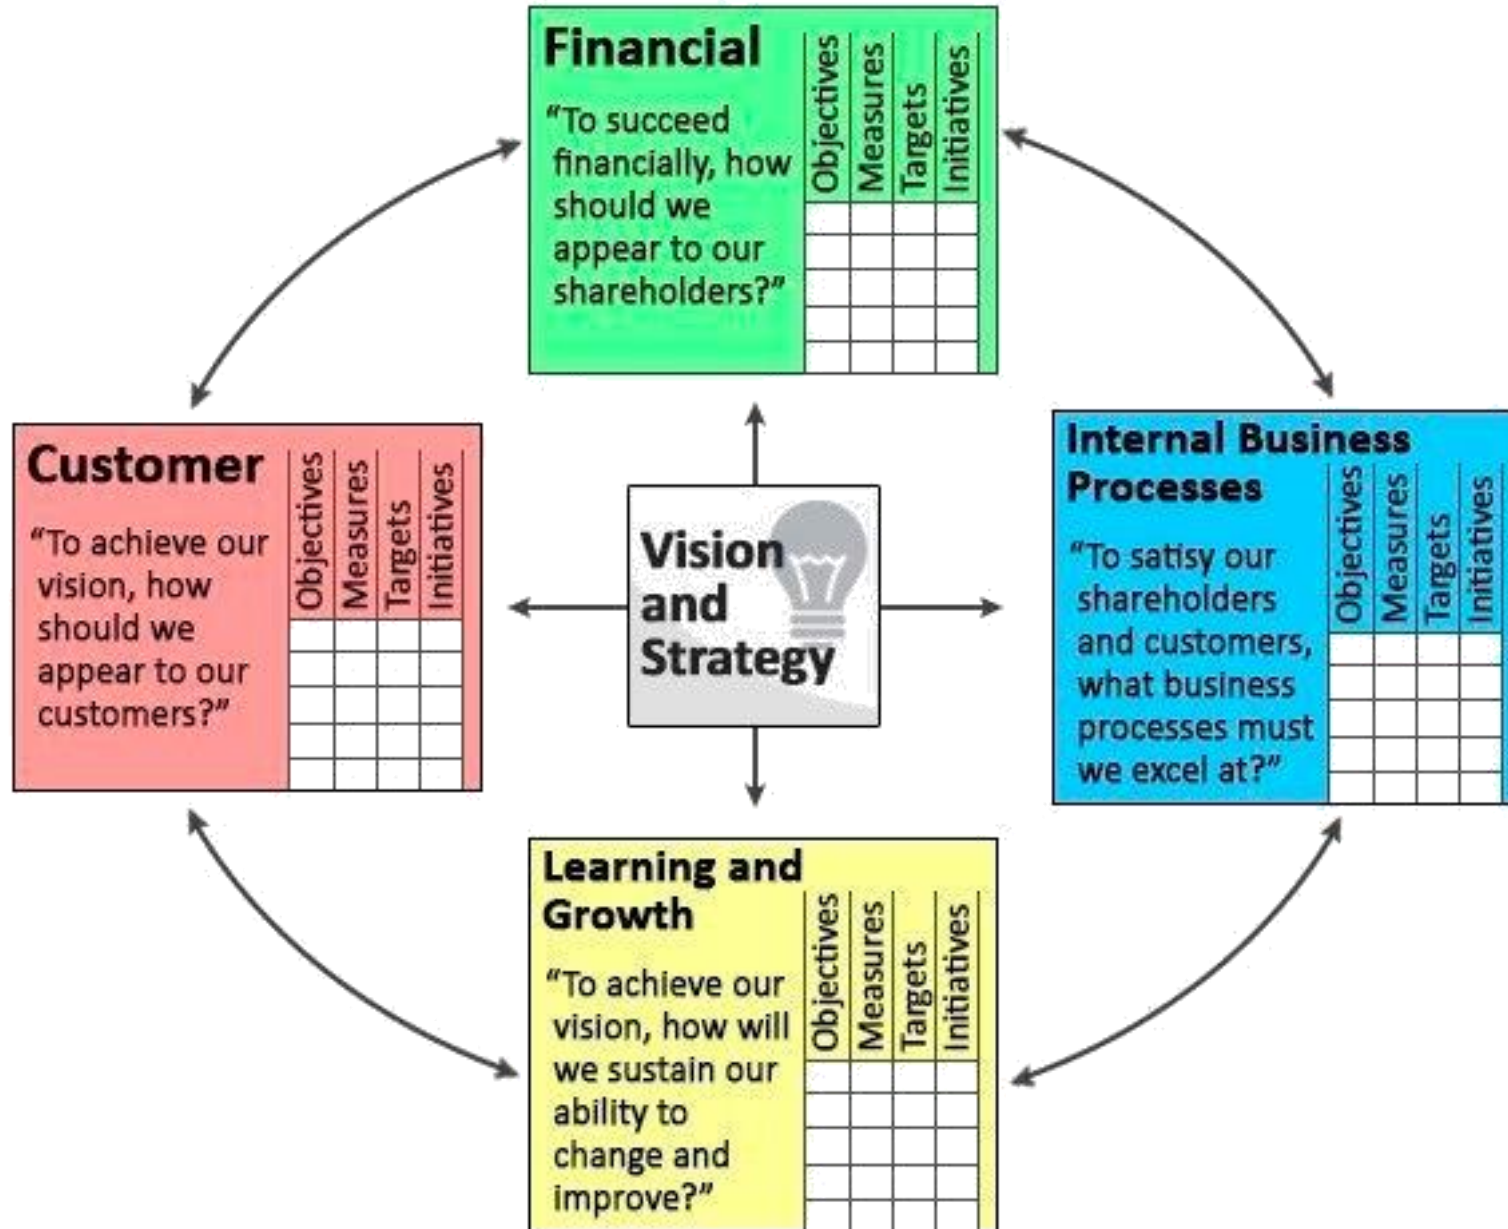 Financial
“To succeed
financially, how
should we
appear to our
shareholders?”
Objectives
Measures
Targets
Initiatives
Customer
“To achieve our
vision, how
should we
appear to our
customers?”
Objectives
Measures
Targets
Initiatives
Vision
and
Strategy
Internal Business
Processes
“To satisy our
shareholders
and customers,
what business
processes must
we excel at?”
Objectives
Measures
Targets
Initiatives
Learning and
Growth
“To achieve our
vision, how will
we sustain our
ability to
change and
improve?”
Objectives
Measures
Targets
Initiatives